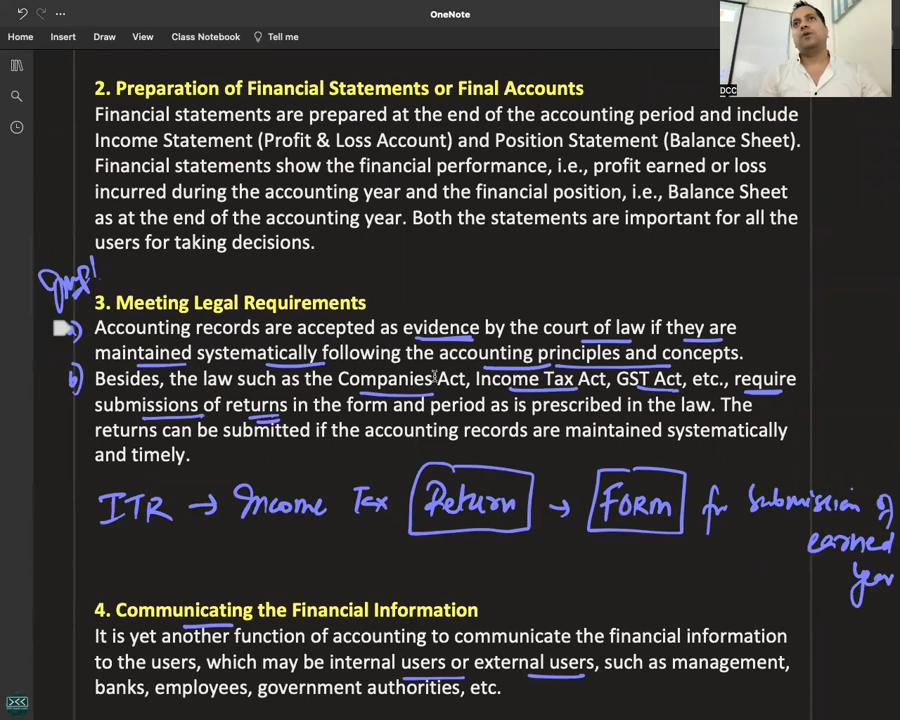 OneNote
Home Insert Draw View Class Notebook Tell me
DCC
2. Preparation of Financial Statements or Final Accounts
Financial statements are prepared at the end of the accounting period and include
Income Statement (Profit & Loss Account) and Position Statement (Balance Sheet).
Financial statements show the financial performance, i.e., profit earned or loss
incurred during the accounting year and the financial position, i.e., Balance Sheet
as at the end of the accounting year. Both the statements are important for all the
users for taking decisions.
3. Meeting Legal Requirements
a) Accounting records are accepted as evidence by the court of law if they are
maintained systematically following the accounting principles and concepts.
b) Besides, the law such as the Companies Act, Income Tax Act, GST Act, etc., require
submissions of returns in the form and period as is prescribed in the law. The
returns can be submitted if the accounting records are maintained systematically
and timely.
ITR → Income Tax Return → FORM for submission of
earned
year
4. Communicating the Financial Information
It is yet another function of accounting to communicate the financial information
to the users, which may be internal users or external users, such as management,
banks, employees, government authorities, etc.